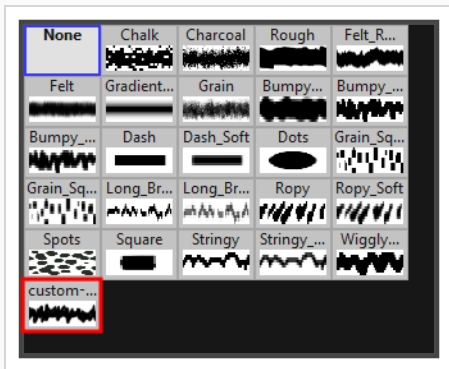 None Chalk Charcoal Rough Felt_R...
Felt Gradient... Grain Bumpy... Bumpy_...
Bumpy_... Dash Dash_Soft Dots Grain_Sq...
Grain_Sq... Long_Br... Long_Br... Ropy Ropy_Soft
Spots Square Stringy Stringy_... Wiggly...
custom-...